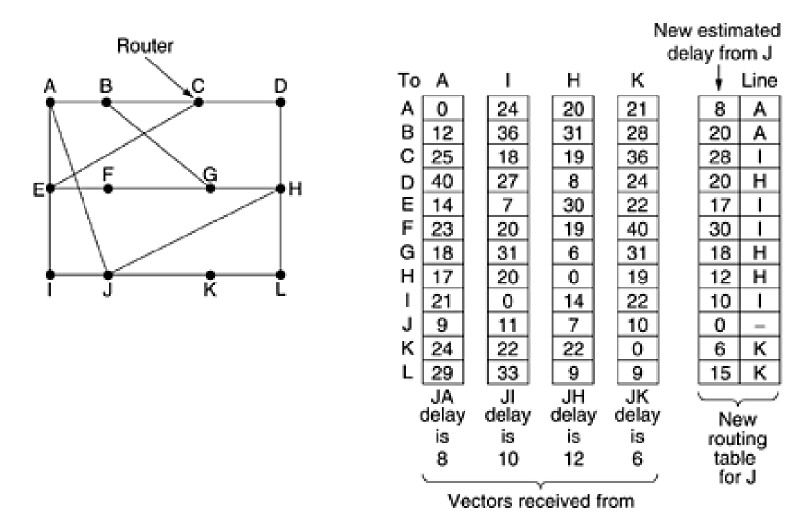 Router
A B C D
E F G H
I J K L
New estimated
delay from J
To A I H K Line
A 0 24 20 21 8 A
B 12 36 31 28 20 A
C 25 18 19 36 28 I
D 40 27 8 24 20 H
E 14 7 30 22 17 I
F 23 20 19 40 30 I
G 18 31 6 31 18 H
H 17 20 0 19 12 H
I 21 0 14 22 10 I
J 9 11 7 10 0 –
K 24 22 22 0 6 K
L 29 33 9 9 15 K
JA JI JH JK
delay delay delay delay
is is is is
8 10 12 6
Vectors received from
New
routing
table
for J